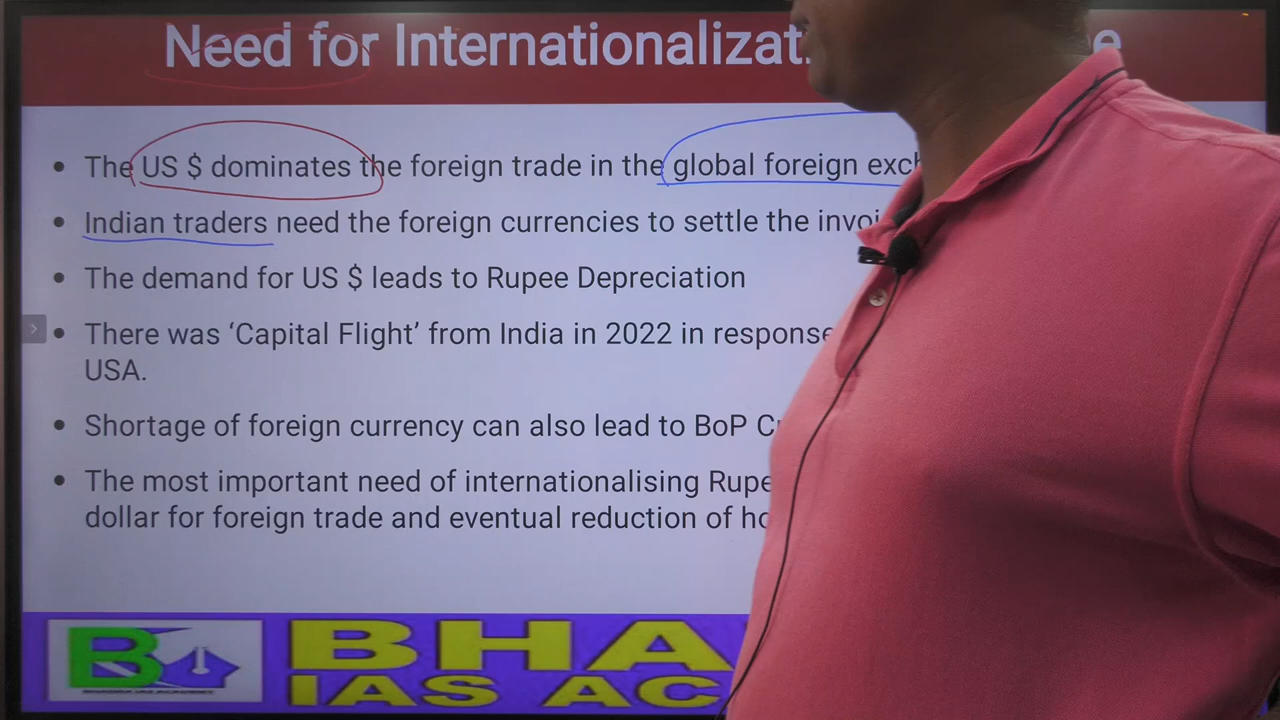 Need for Internationalizat
e
• The US $ dominates the foreign trade in the global foreign exch
• Indian traders need the foreign currencies to settle the invoi
• The demand for US $ leads to Rupee Depreciation
• There was ‘Capital Flight’ from India in 2022 in response
USA.
• Shortage of foreign currency can also lead to BoP C
• The most important need of internationalising Rupe
dollar for foreign trade and eventual reduction of ho
B
BHA
IAS AC